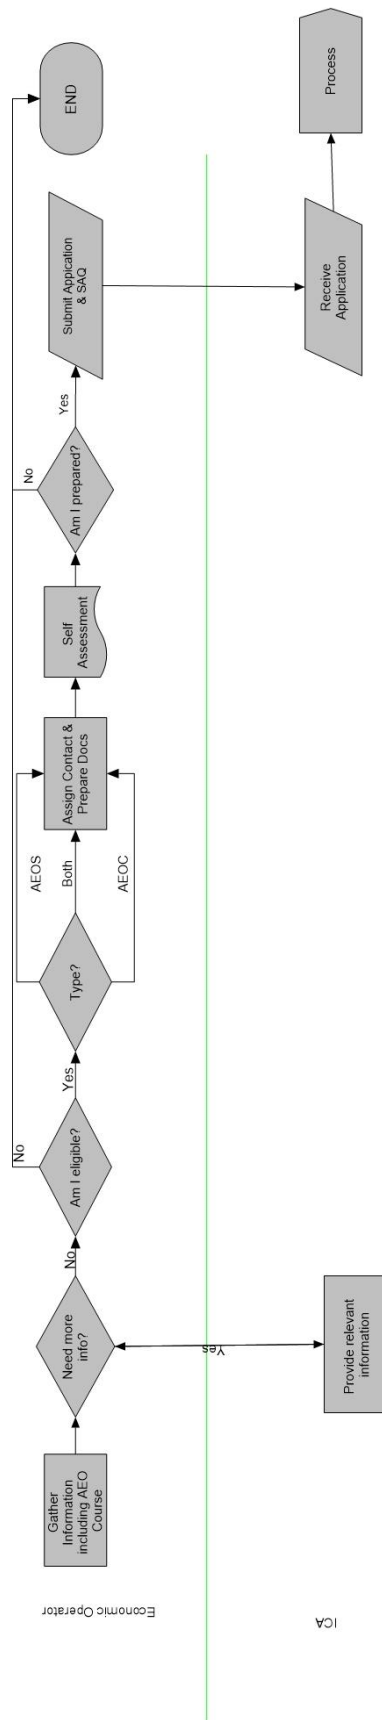 Economic Operator
Gather
Information
including AEO
Course
Need more
info?
No
Yes
Am I eligible?
No
Yes
Type?
AEOS
Both
AEOC
Assign Contact &
Prepare Docs
Self
Assessment
Am I prepared?
No
Yes
Submit Appication
& SAQ
END
ICA
Provide relevant
information
Receive
Application
Process